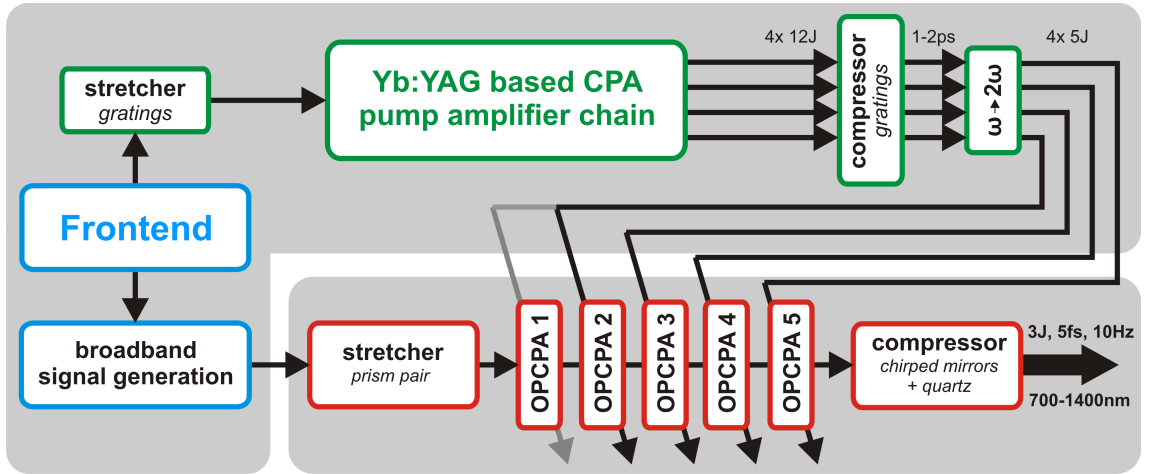 4x 12J
1-2ps
4x 5J
stretcher
gratings
Yb:YAG based CPA
pump amplifier chain
compressor
gratings
ω→2ω
Frontend
broadband
signal generation
stretcher
prism pair
OPCPA 1
OPCPA 2
OPCPA 3
OPCPA 4
OPCPA 5
compressor
chirped mirrors
+ quartz
3J, 5fs, 10Hz
700-1400nm